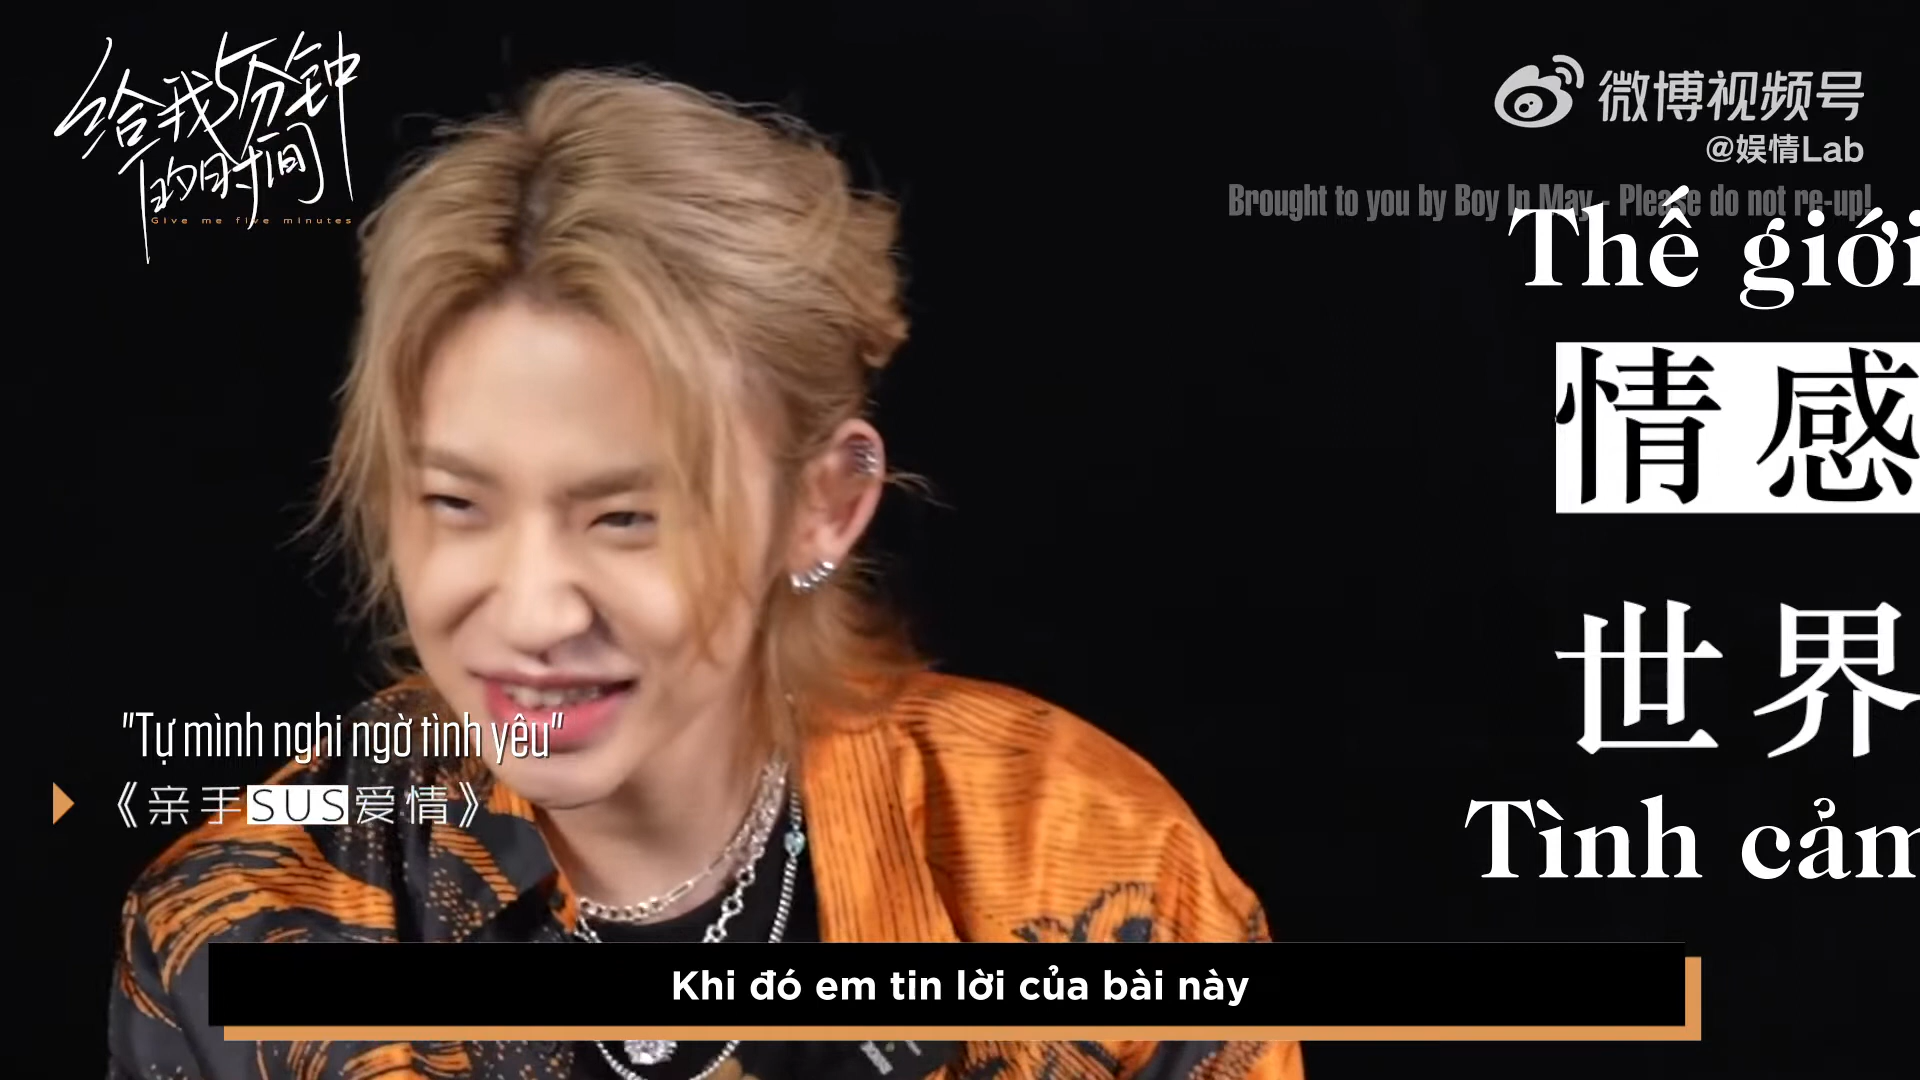 给我5分钟
的时间
Give me five minutes
微博视频号
@娱情Lab
Brought to you by Boy In May - Please do not re-up!
Thế giới
情感
世界
Tình cảm
"Tự mình nghi ngờ tình yêu"
《亲手SUS爱情》
Khi đó em tin lời của bài này